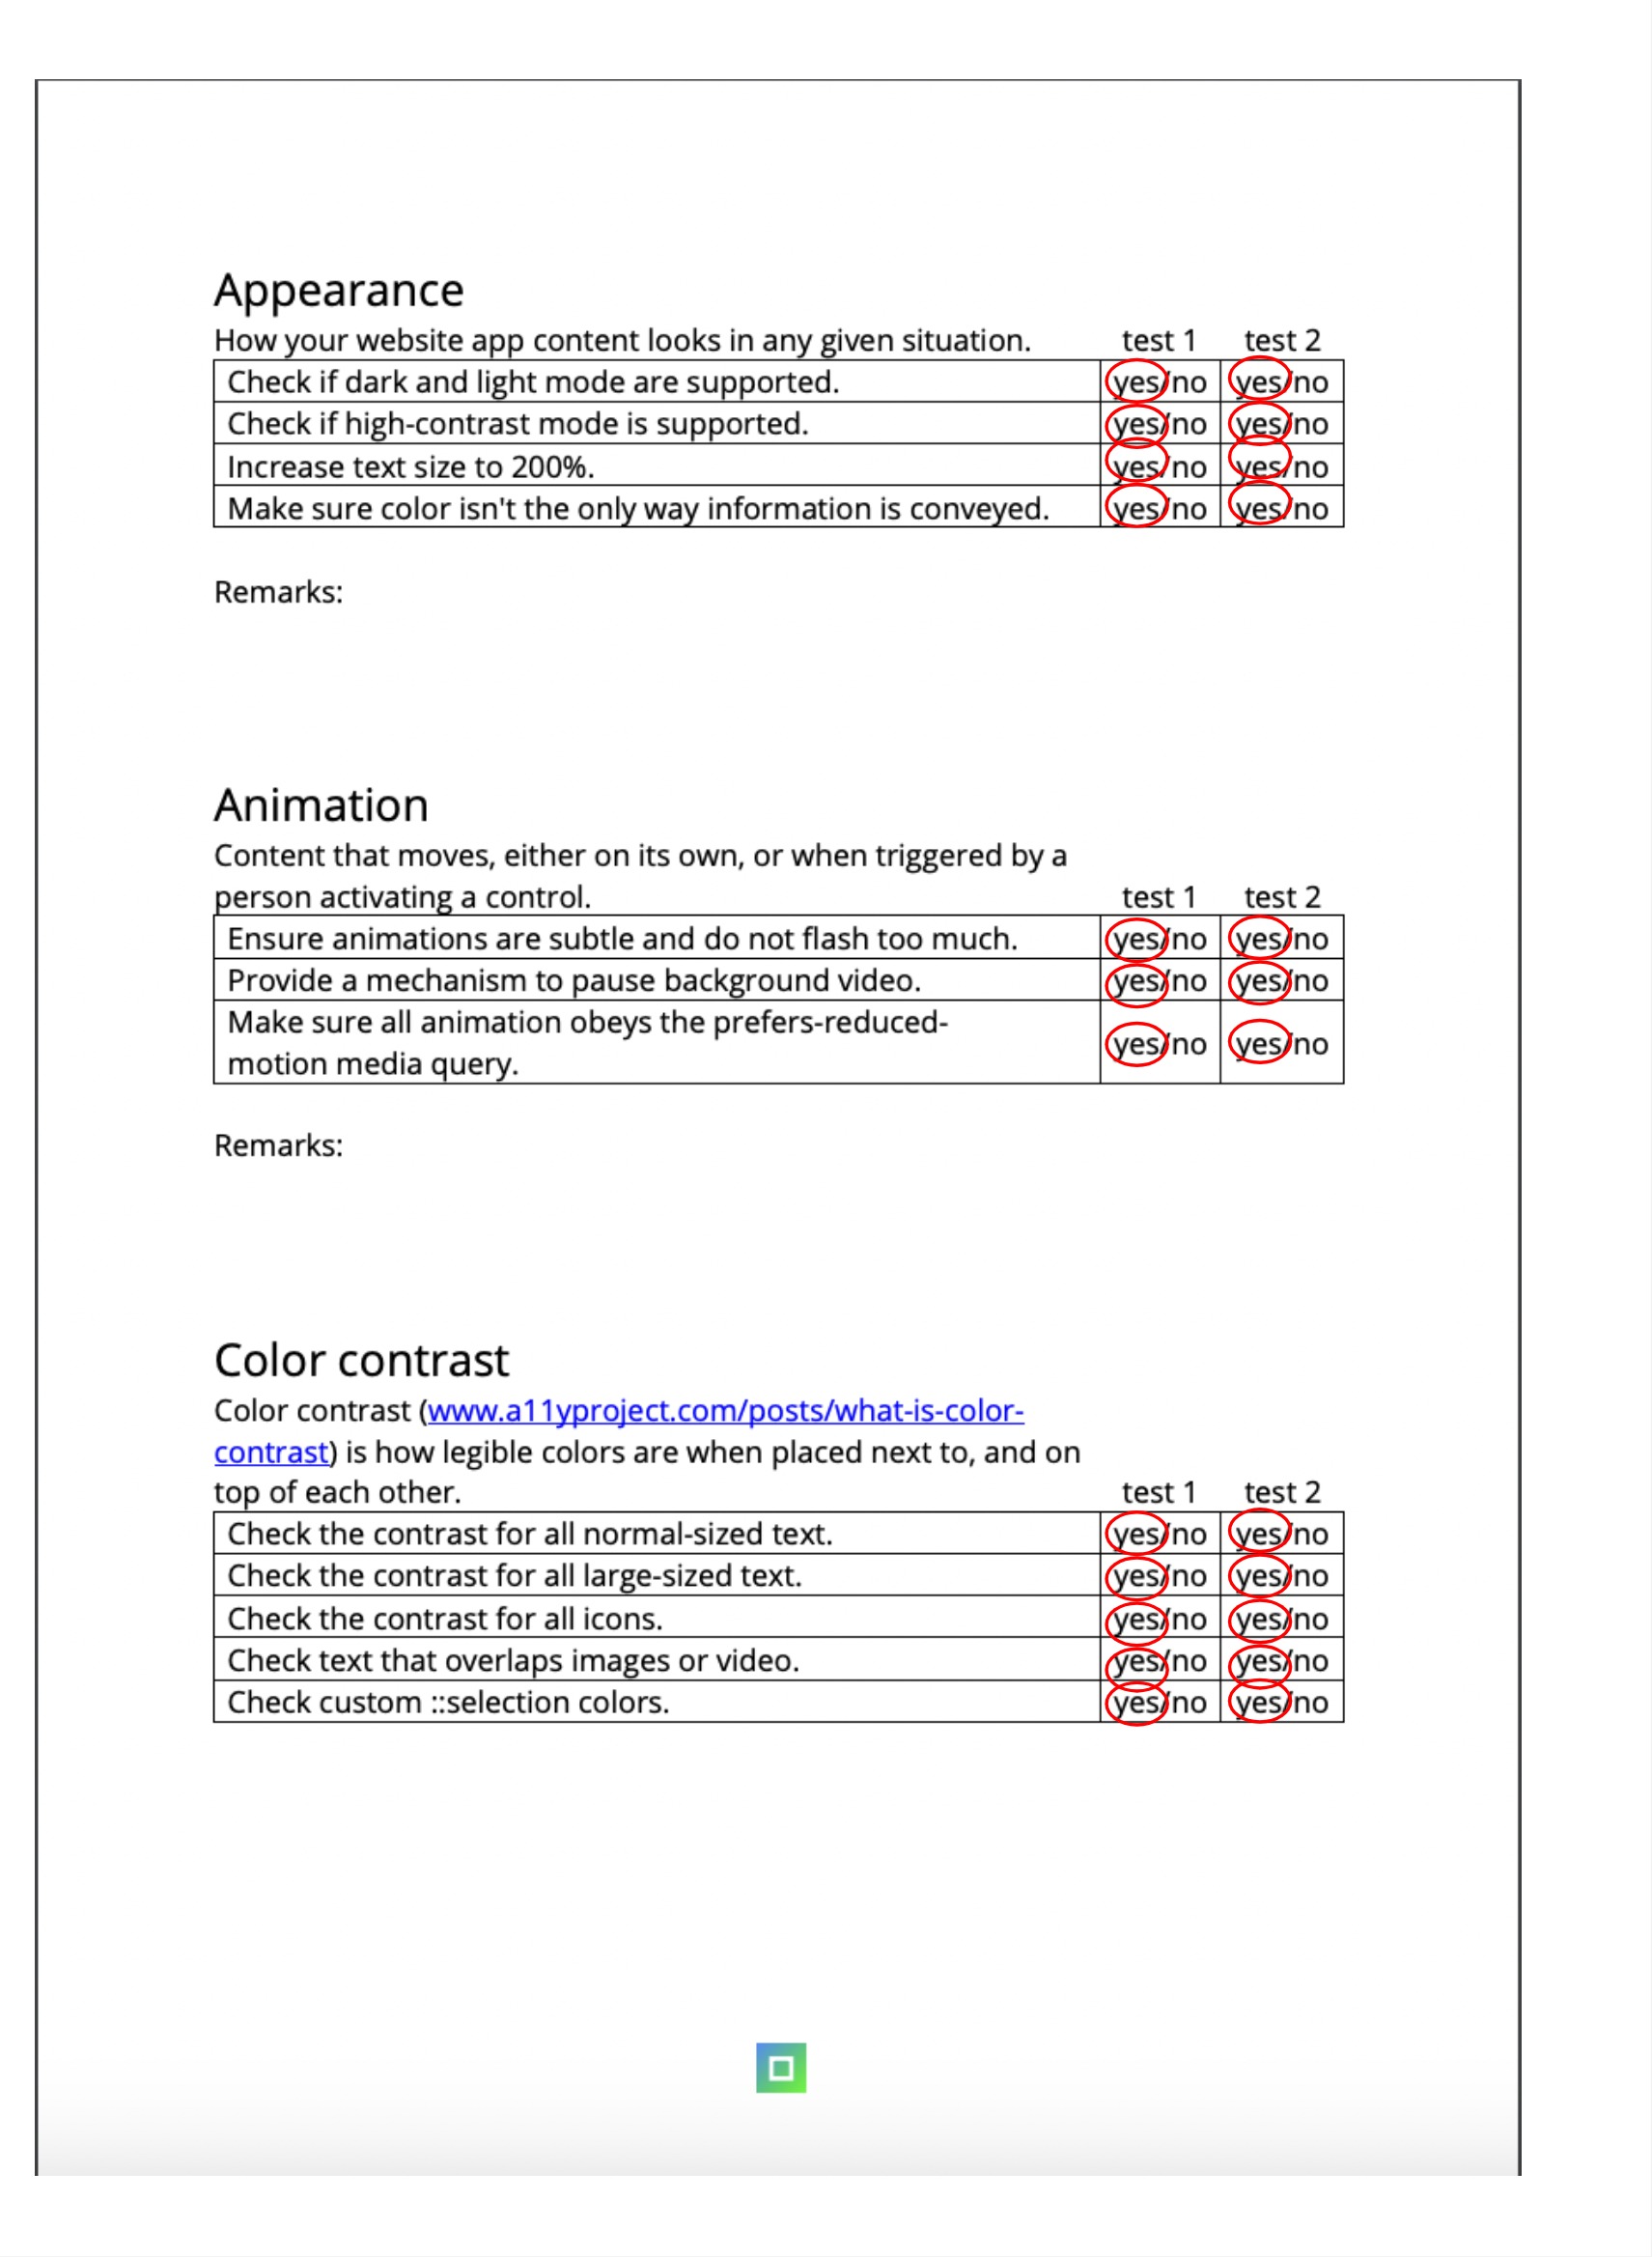 Appearance
How your website app content looks in any given situation. test 1 test 2
Check if dark and light mode are supported. yes/no yes/no
Check if high-contrast mode is supported. yes/no yes/no
Increase text size to 200%. yes/no yes/no
Make sure color isn't the only way information is conveyed. yes/no yes/no
Remarks:
Animation
Content that moves, either on its own, or when triggered by a
person activating a control. test 1 test 2
Ensure animations are subtle and do not flash too much. yes/no yes/no
Provide a mechanism to pause background video. yes/no yes/no
Make sure all animation obeys the prefers-reduced-
motion media query. yes/no yes/no
Remarks:
Color contrast
Color contrast (www.a11yproject.com/posts/what-is-color-
contrast) is how legible colors are when placed next to, and on
top of each other. test 1 test 2
Check the contrast for all normal-sized text. yes/no yes/no
Check the contrast for all large-sized text. yes/no yes/no
Check the contrast for all icons. yes/no yes/no
Check text that overlaps images or video. yes/no yes/no
Check custom ::selection colors. yes/no yes/no